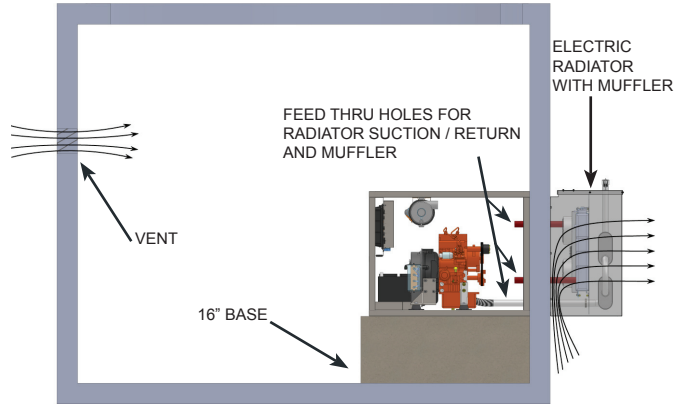 ELECTRIC
RADIATOR
WITH MUFFLER
FEED THRU HOLES FOR
RADIATOR SUCTION / RETURN
AND MUFFLER
VENT
16" BASE